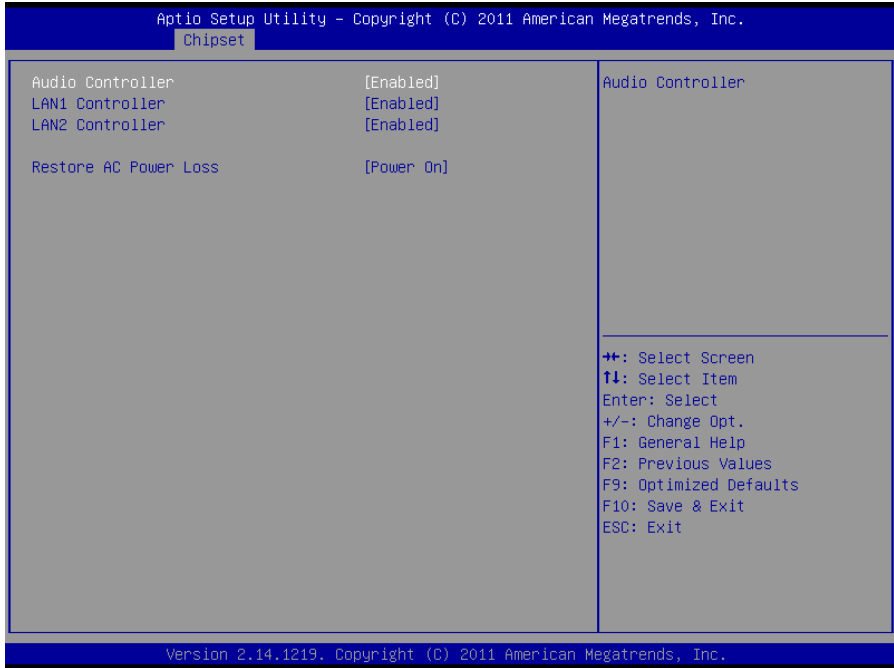 Aptio Setup Utility – Copyright (C) 2011 American Megatrends, Inc.
Chipset
Audio Controller [Enabled]
LAN1 Controller [Enabled]
LAN2 Controller [Enabled]
Restore AC Power Loss [Power On]
Audio Controller
→←: Select Screen
↑↓: Select Item
Enter: Select
+/-: Change Opt.
F1: General Help
F2: Previous Values
F9: Optimized Defaults
F10: Save & Exit
ESC: Exit
Version 2.14.1219. Copyright (C) 2011 American Megatrends, Inc.